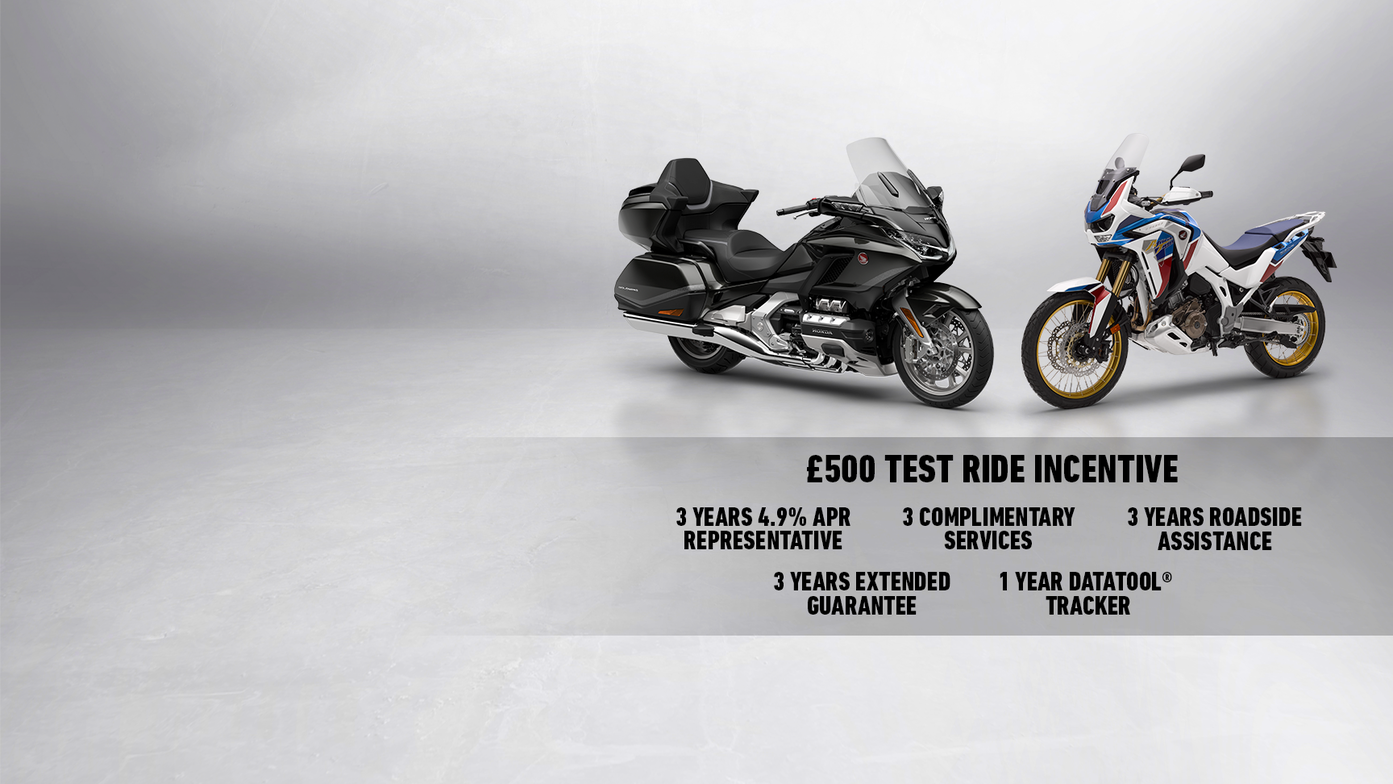 £500 TEST RIDE INCENTIVE
3 YEARS 4.9% APR
REPRESENTATIVE
3 COMPLIMENTARY
SERVICES
3 YEARS ROADSIDE
ASSISTANCE
3 YEARS EXTENDED
GUARANTEE
1 YEAR DATATOOL®
TRACKER
HONDA